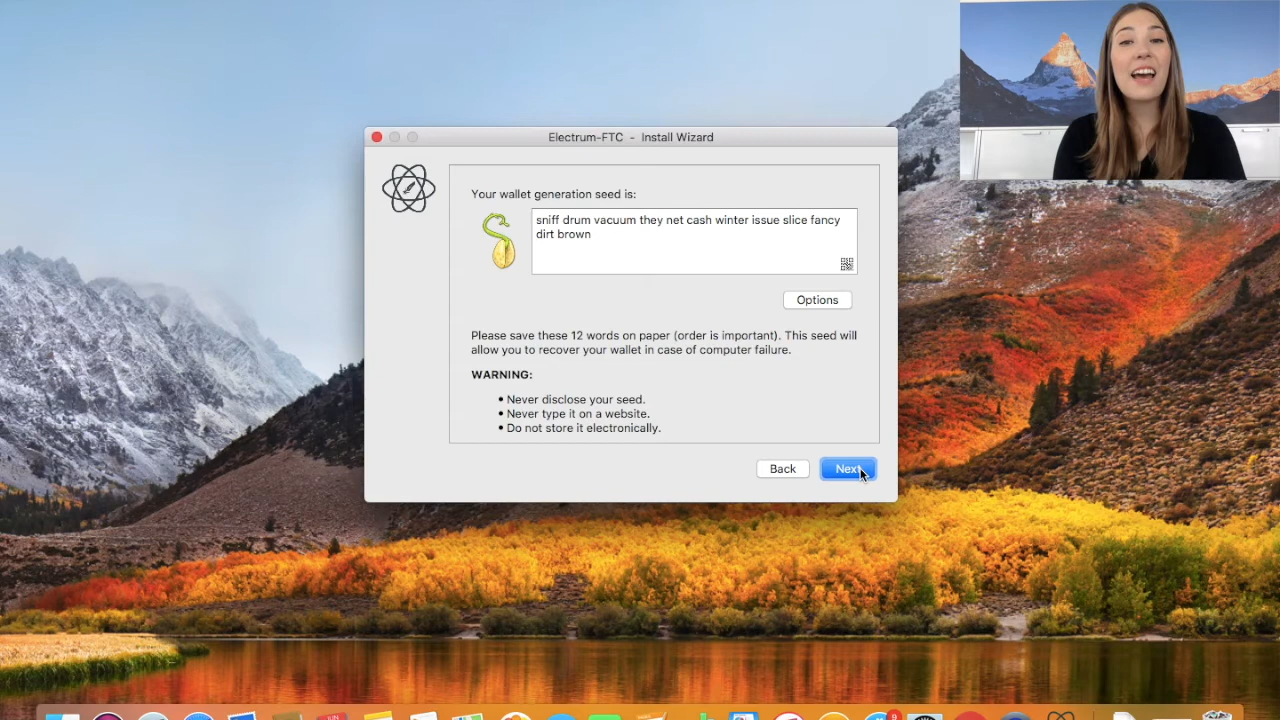 Electrum-FTC - Install Wizard
Your wallet generation seed is:
sniff drum vacuum they net cash winter issue slice fancy
dirt brown
Options
Please save these 12 words on paper (order is important). This seed will
allow you to recover your wallet in case of computer failure.
WARNING:
• Never disclose your seed.
• Never type it on a website.
• Do not store it electronically.
Back
Next
JUN
9